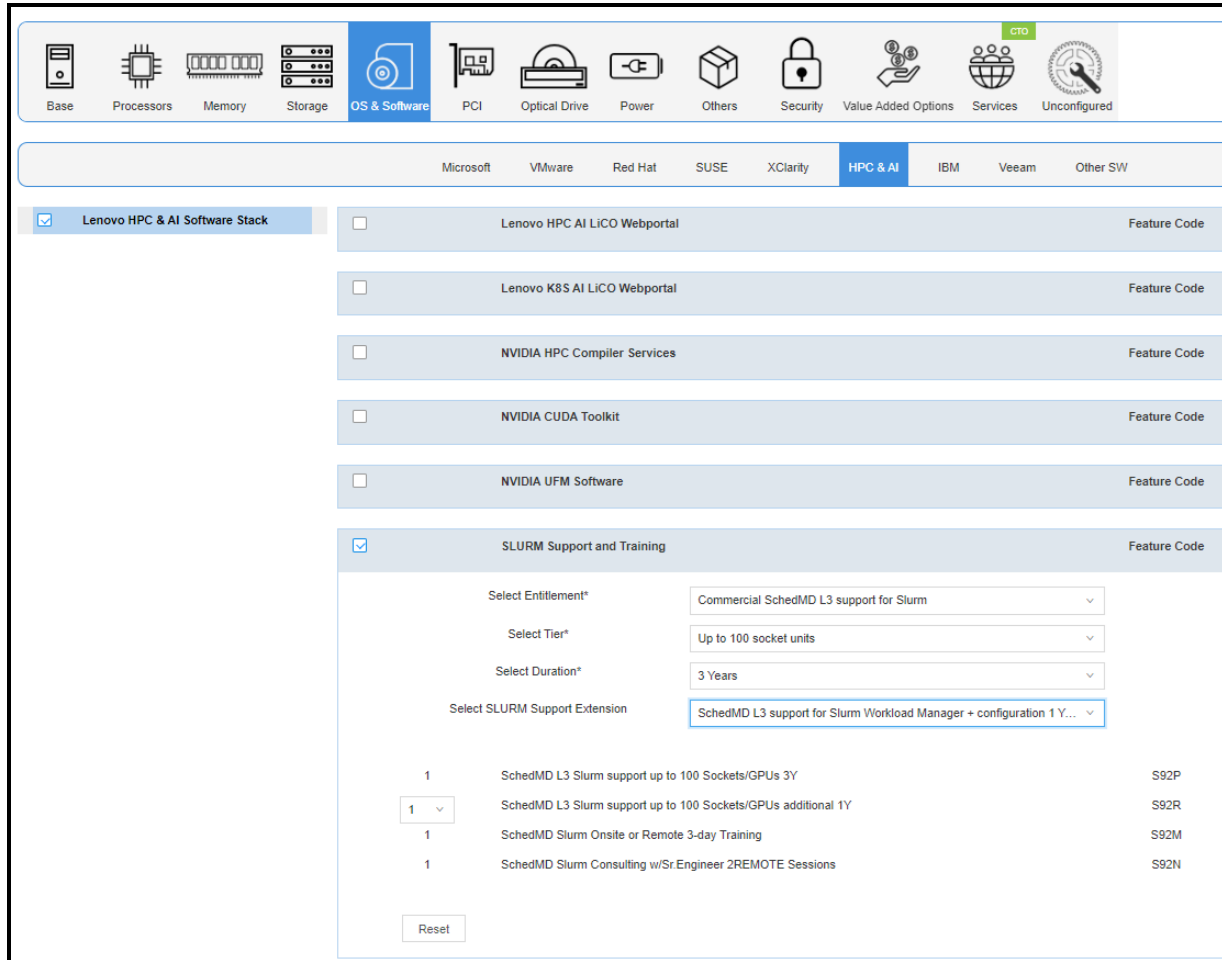 CTO
Base Processors Memory Storage OS & Software PCI Optical Drive Power Others Security Value Added Options Services Unconfigured
Microsoft VMware Red Hat SUSE XClarity HPC & AI IBM Veeam Other SW
Lenovo HPC & AI Software Stack
Lenovo HPC AI LiCO Webportal Feature Code
Lenovo K8S AI LiCO Webportal Feature Code
NVIDIA HPC Compiler Services Feature Code
NVIDIA CUDA Toolkit Feature Code
NVIDIA UFM Software Feature Code
SLURM Support and Training Feature Code
Select Entitlement* Commercial SchedMD L3 support for Slurm
Select Tier* Up to 100 socket units
Select Duration* 3 Years
Select SLURM Support Extension SchedMD L3 support for Slurm Workload Manager + configuration 1 Y...
1 SchedMD L3 Slurm support up to 100 Sockets/GPUs 3Y S92P
1 SchedMD L3 Slurm support up to 100 Sockets/GPUs additional 1Y S92R
1 SchedMD Slurm Onsite or Remote 3-day Training S92M
1 SchedMD Slurm Consulting w/Sr.Engineer 2REMOTE Sessions S92N
Reset